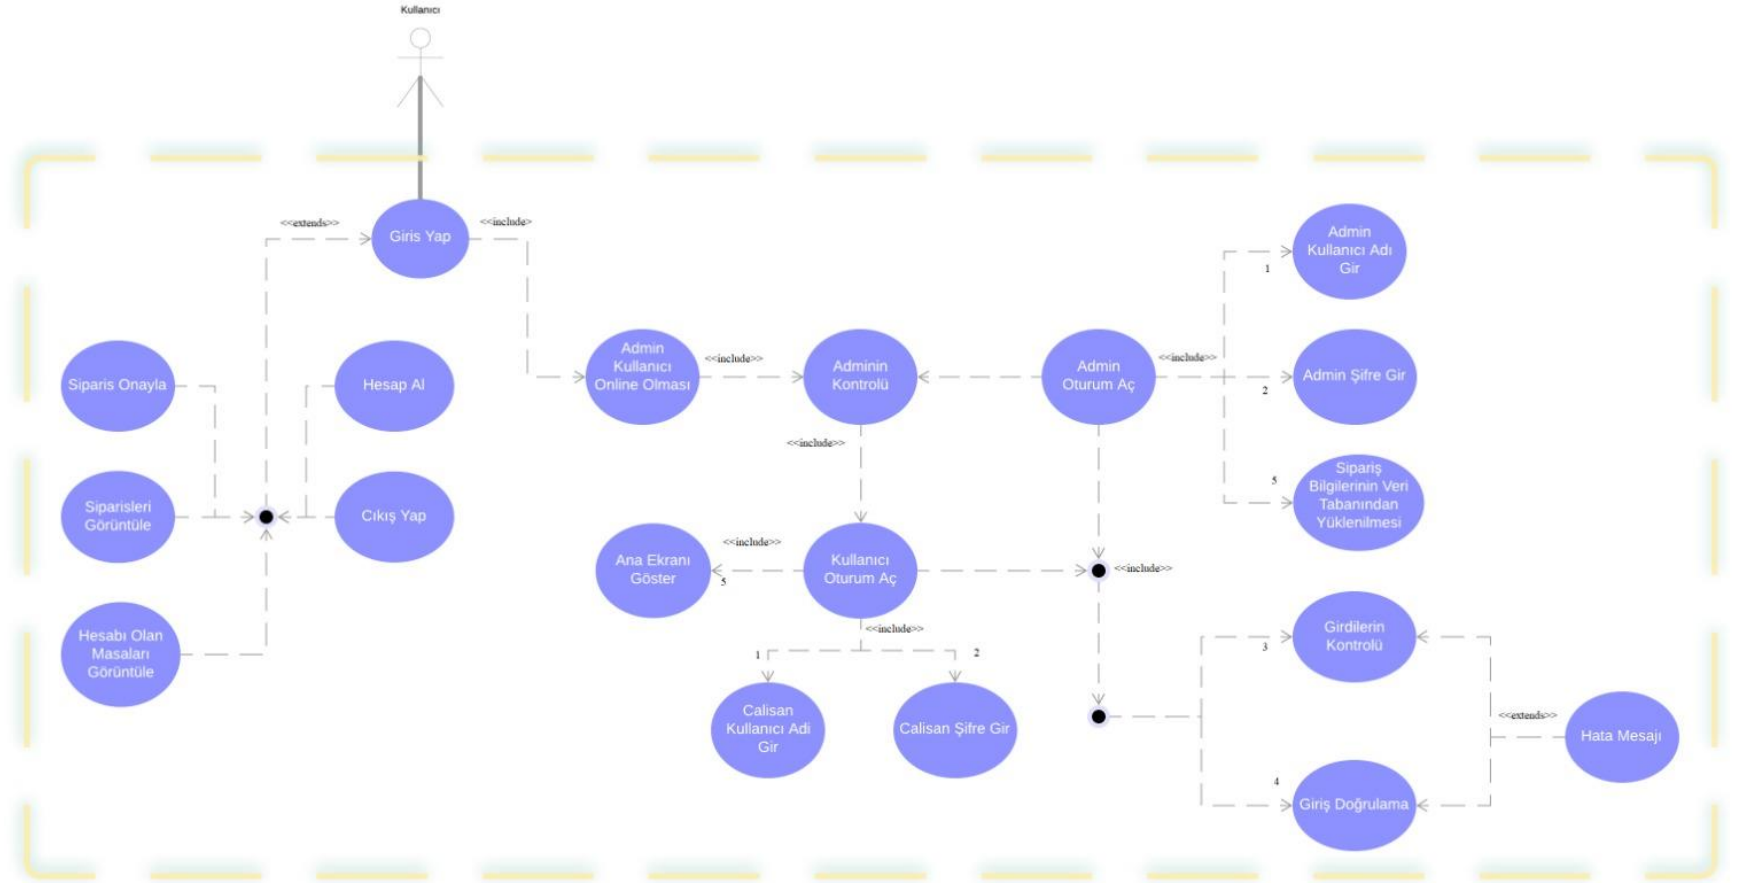 Kullanıcı
<<extends>>
Giris Yap
<<include>
Admin
Kullanıcı Adı
Gir
1
Admin
Kullanıcı
Online Olması
<<include>>
Adminin
Kontrolü
Admin
Oturum Aç
<<include>>
Admin Şifre Gir
2
Siparis Onayla
Hesap Al
<<include>>
5
Sipariş
Bilgilerinin Veri
Tabanından
Yüklenilmesi
Siparisleri
Görüntüle
Cıkış Yap
Ana Ekranı
Göster
<<include>>
5
Kullanıcı
Oturum Aç
<<include>>
<<include>>
1
2
Girdilerin
Kontrolü
3
Hesabı Olan
Masaları
Görüntüle
Calisan
Kullanıcı Adi
Gir
Calisan Şifre Gir
<<extends>>
Hata Mesajı
4
Giriş Doğrulama